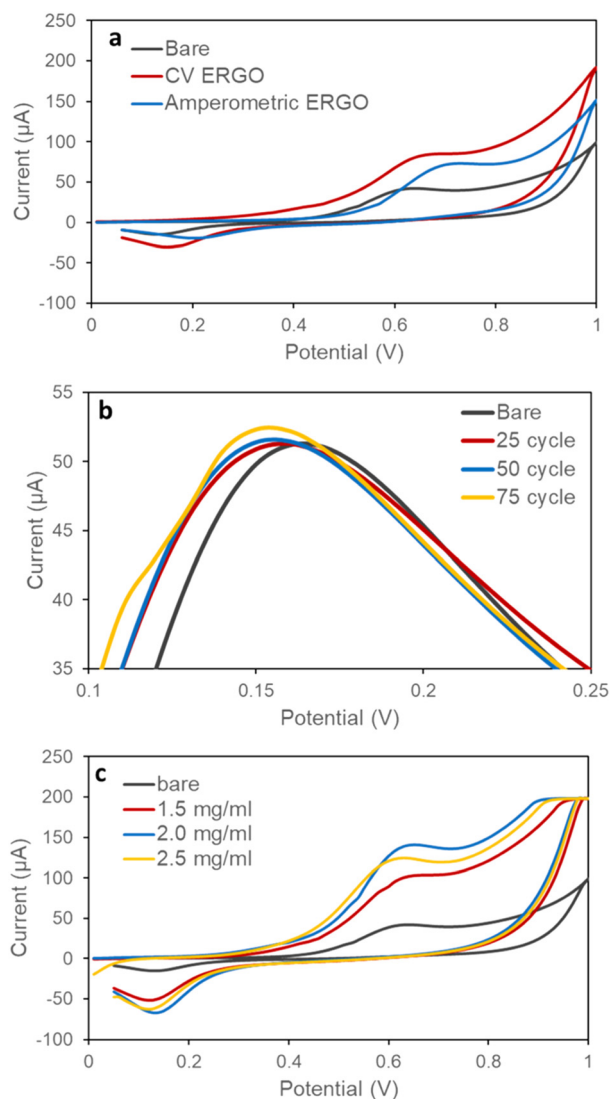 a
Bare
CV ERGO
Amperometric ERGO
250
200
150
100
50
0
-50
-100
Current (µA)
0 0.2 0.4 0.6 0.8 1
Potential (V)
b
Bare
25 cycle
50 cycle
75 cycle
55
50
45
40
35
Current (µA)
0.1 0.15 0.2 0.25
Potential (V)
c
bare
1.5 mg/ml
2.0 mg/ml
2.5 mg/ml
250
200
150
100
50
0
-50
-100
Current (µA)
0 0.2 0.4 0.6 0.8 1
Potential (V)